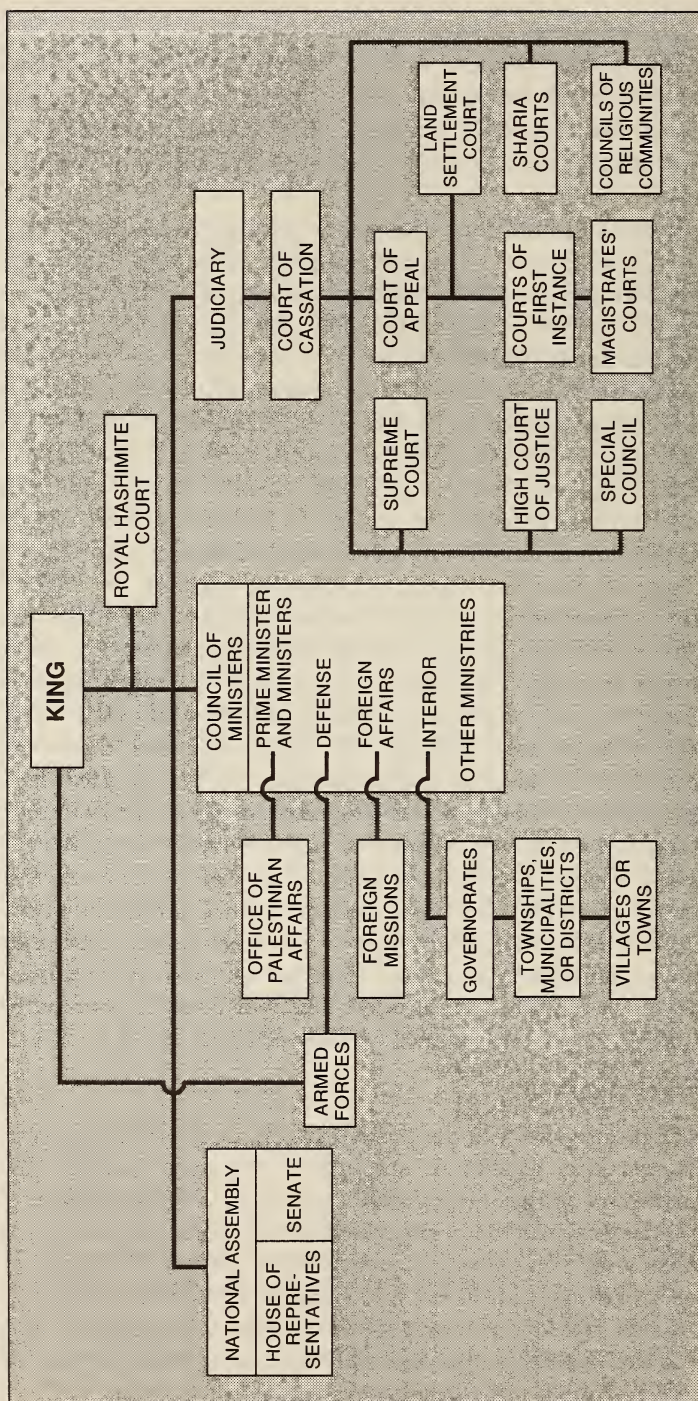 KING
ROYAL HASHIMITE
COURT
NATIONAL ASSEMBLY
HOUSE OF
REPRE-
SENTATIVES
SENATE
ARMED
FORCES
COUNCIL OF
MINISTERS
PRIME MINISTER
AND MINISTERS
DEFENSE
FOREIGN
AFFAIRS
INTERIOR
OTHER MINISTRIES
OFFICE OF
PALESTINIAN
AFFAIRS
FOREIGN
MISSIONS
GOVERNORATES
TOWNSHIPS,
MUNICIPALITIES,
OR DISTRICTS
VILLAGES OR
TOWNS
JUDICIARY
COURT OF
CASSATION
SUPREME
COURT
HIGH COURT
OF JUSTICE
SPECIAL
COUNCIL
COURT OF
APPEAL
LAND
SETTLEMENT
COURT
COURTS OF
FIRST
INSTANCE
MAGISTRATES'
COURTS
SHARIA
COURTS
COUNCILS OF
RELIGIOUS
COMMUNITIES